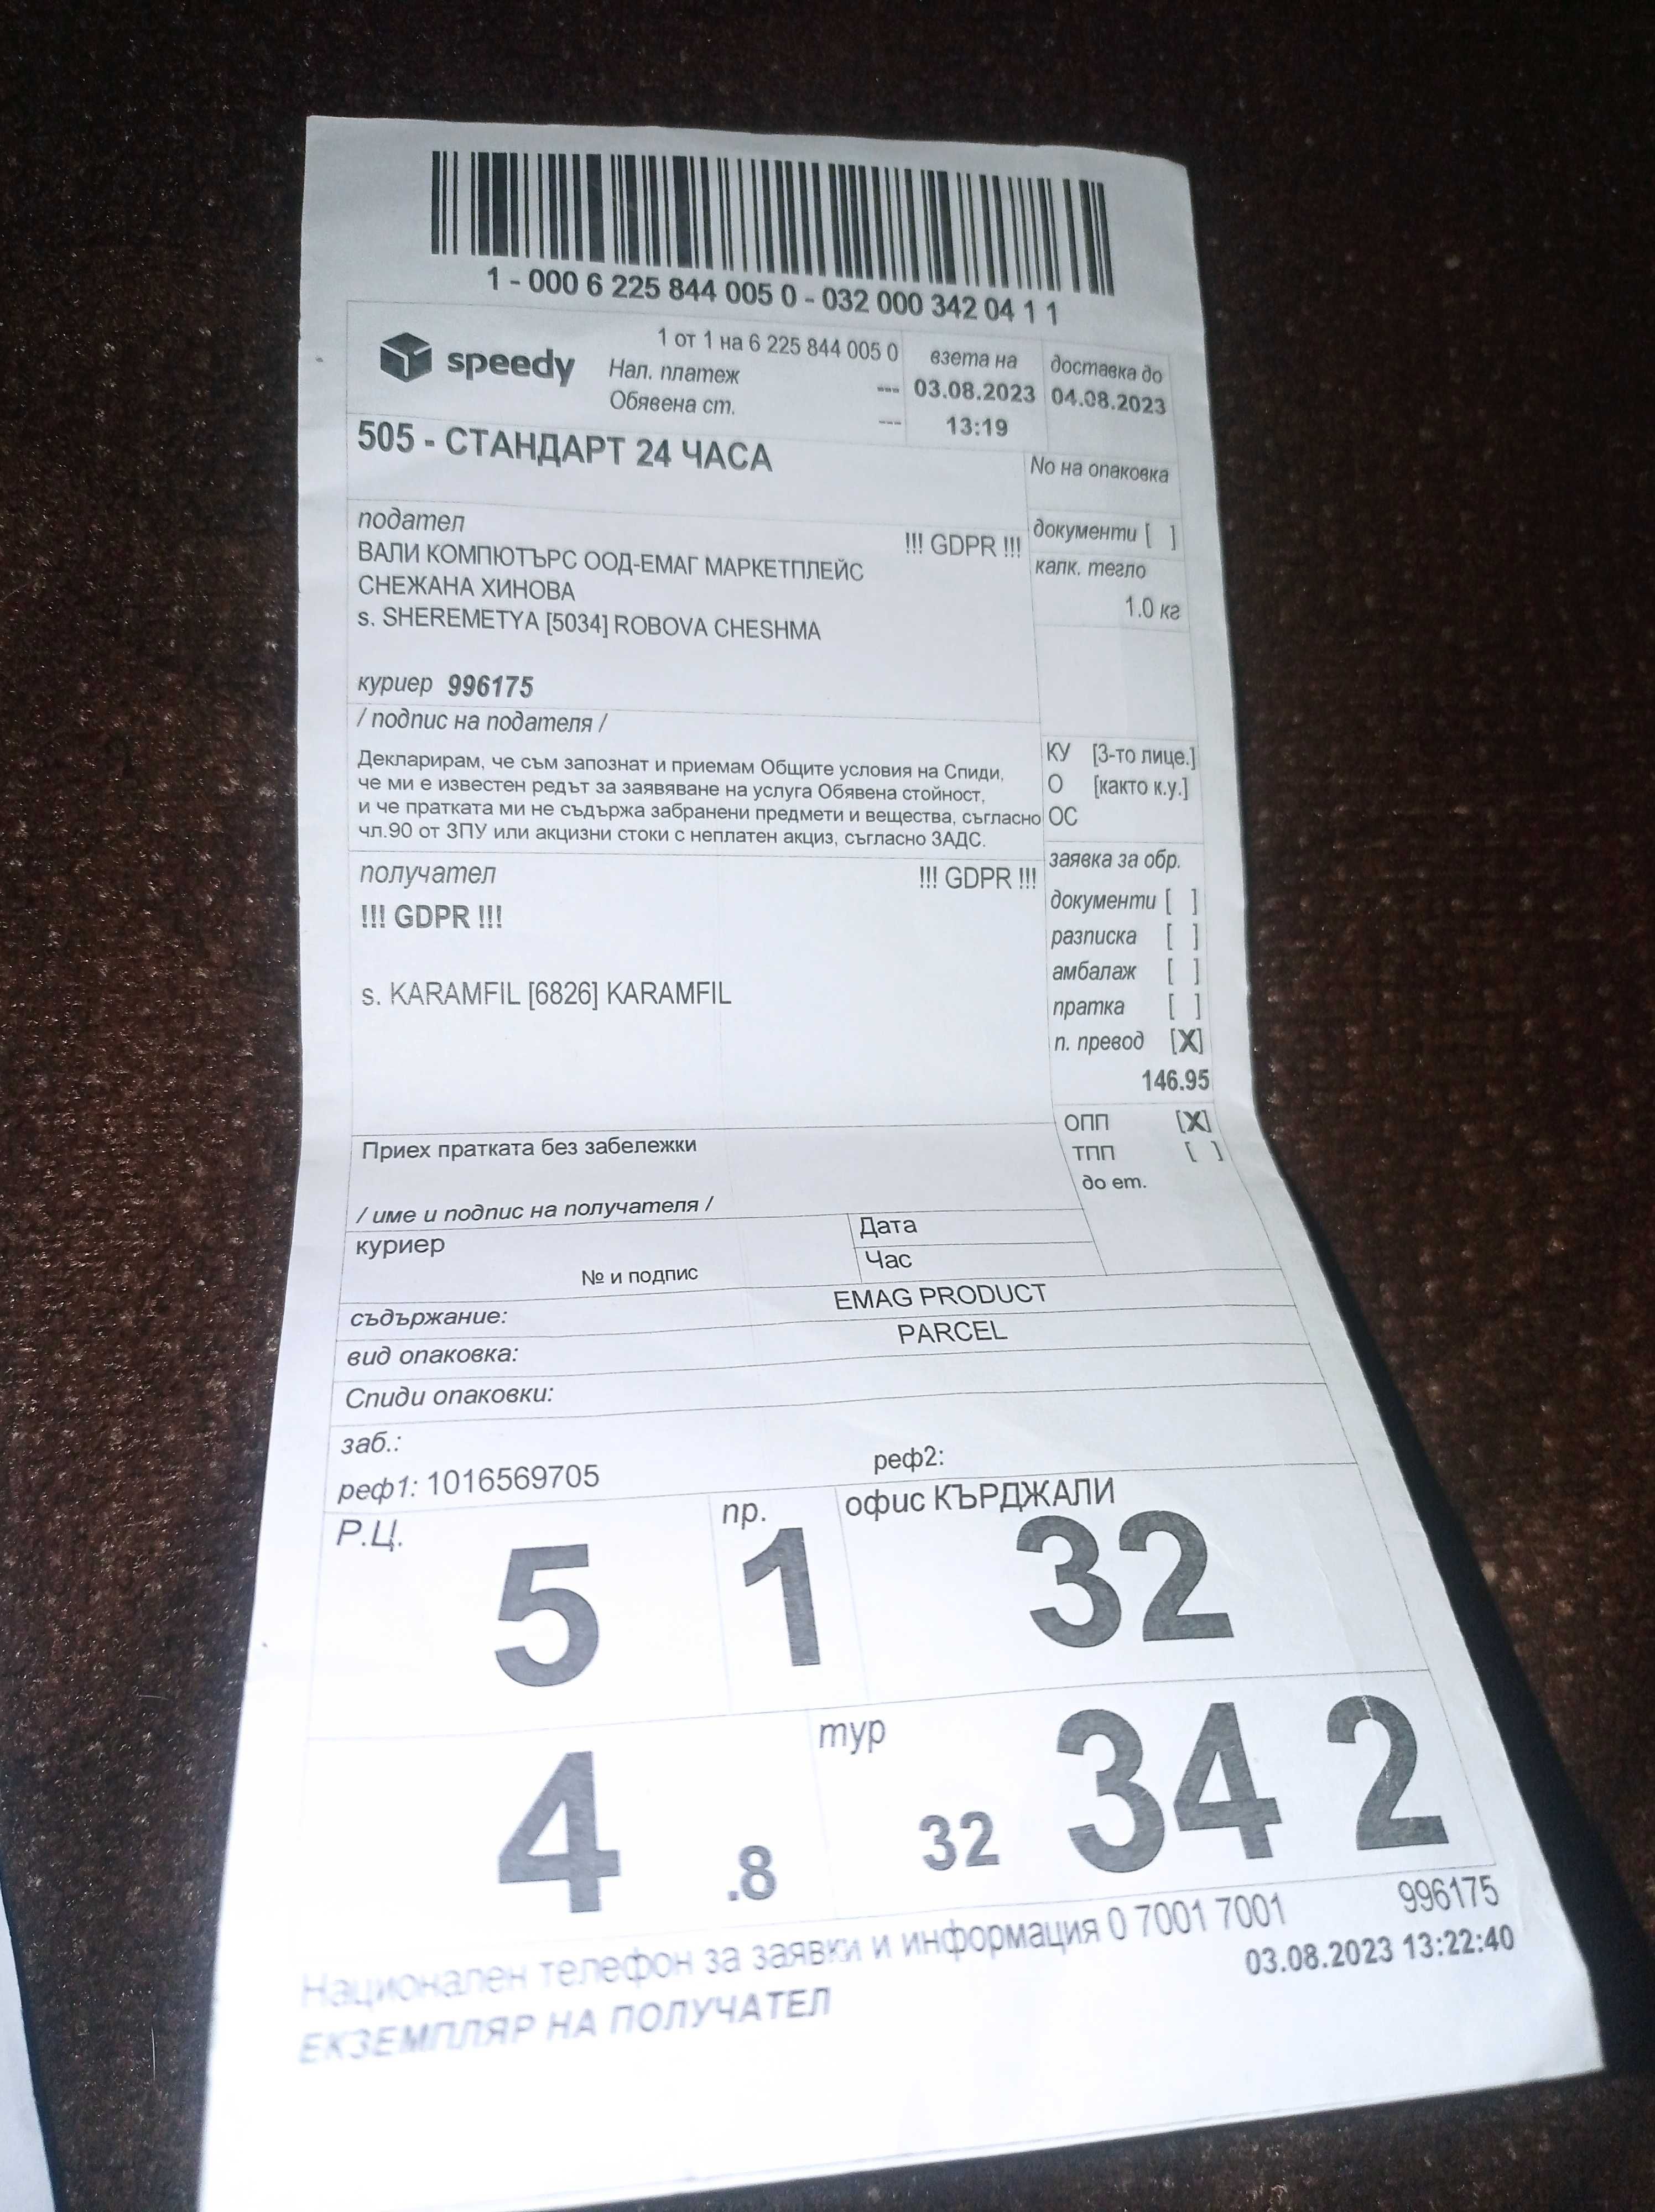 1 - 000 6 225 844 005 0 - 032 000 342 04 1 1
speedy
1 от 1 на 6 225 844 005 0
Нал. платеж ---
Обявена ст. ---
взета на
03.08.2023
13:19
доставка до
04.08.2023
505 - СТАНДАРТ 24 ЧАСА
No на опаковка
подател
!!! GDPR !!!
ВАЛИ КОМПЮТЪРС ООД-ЕМАГ МАРКЕТПЛЕЙС
СНЕЖАНА ХИНОВА
s. SHEREMETYA [5034] ROBOVA CHESHMA
документи [ ]
калк. тегло
1.0 кг
куриер 996175
/ подпис на подателя /
Декларирам, че съм запознат и приемам Общите условия на Спиди,
че ми е известен редът за заявяване на услуга Обявена стойност,
и че пратката ми не съдържа забранени предмети и вещества, съгласно
чл.90 от ЗПУ или акцизни стоки с неплатен акциз, съгласно ЗАДС.
КУ [3-то лице.]
О [както к.у.]
ОС
получател
!!! GDPR !!!
!!! GDPR !!!
s. KARAMFIL [6826] KARAMFIL
заявка за обр.
документи [ ]
разписка [ ]
амбалаж [ ]
пратка [ ]
п. превод [X]
146.95
ОПП [X]
ТПП [ ]
до ет.
Приех пратката без забележки
/ име и подпис на получателя /
куриер
№ и подпис
Дата
Час
съдържание: EMAG PRODUCT
вид опаковка: PARCEL
Спиди опаковки:
заб.:
реф1: 1016569705
реф2:
Р.Ц.
5
пр.
1
офис КЪРДЖАЛИ
32
4 .8
тур
32 34 2
Национален телефон за заявки и информация 0 7001 7001
996175
ЕКЗЕМПЛЯР НА ПОЛУЧАТЕЛ
03.08.2023 13:22:40